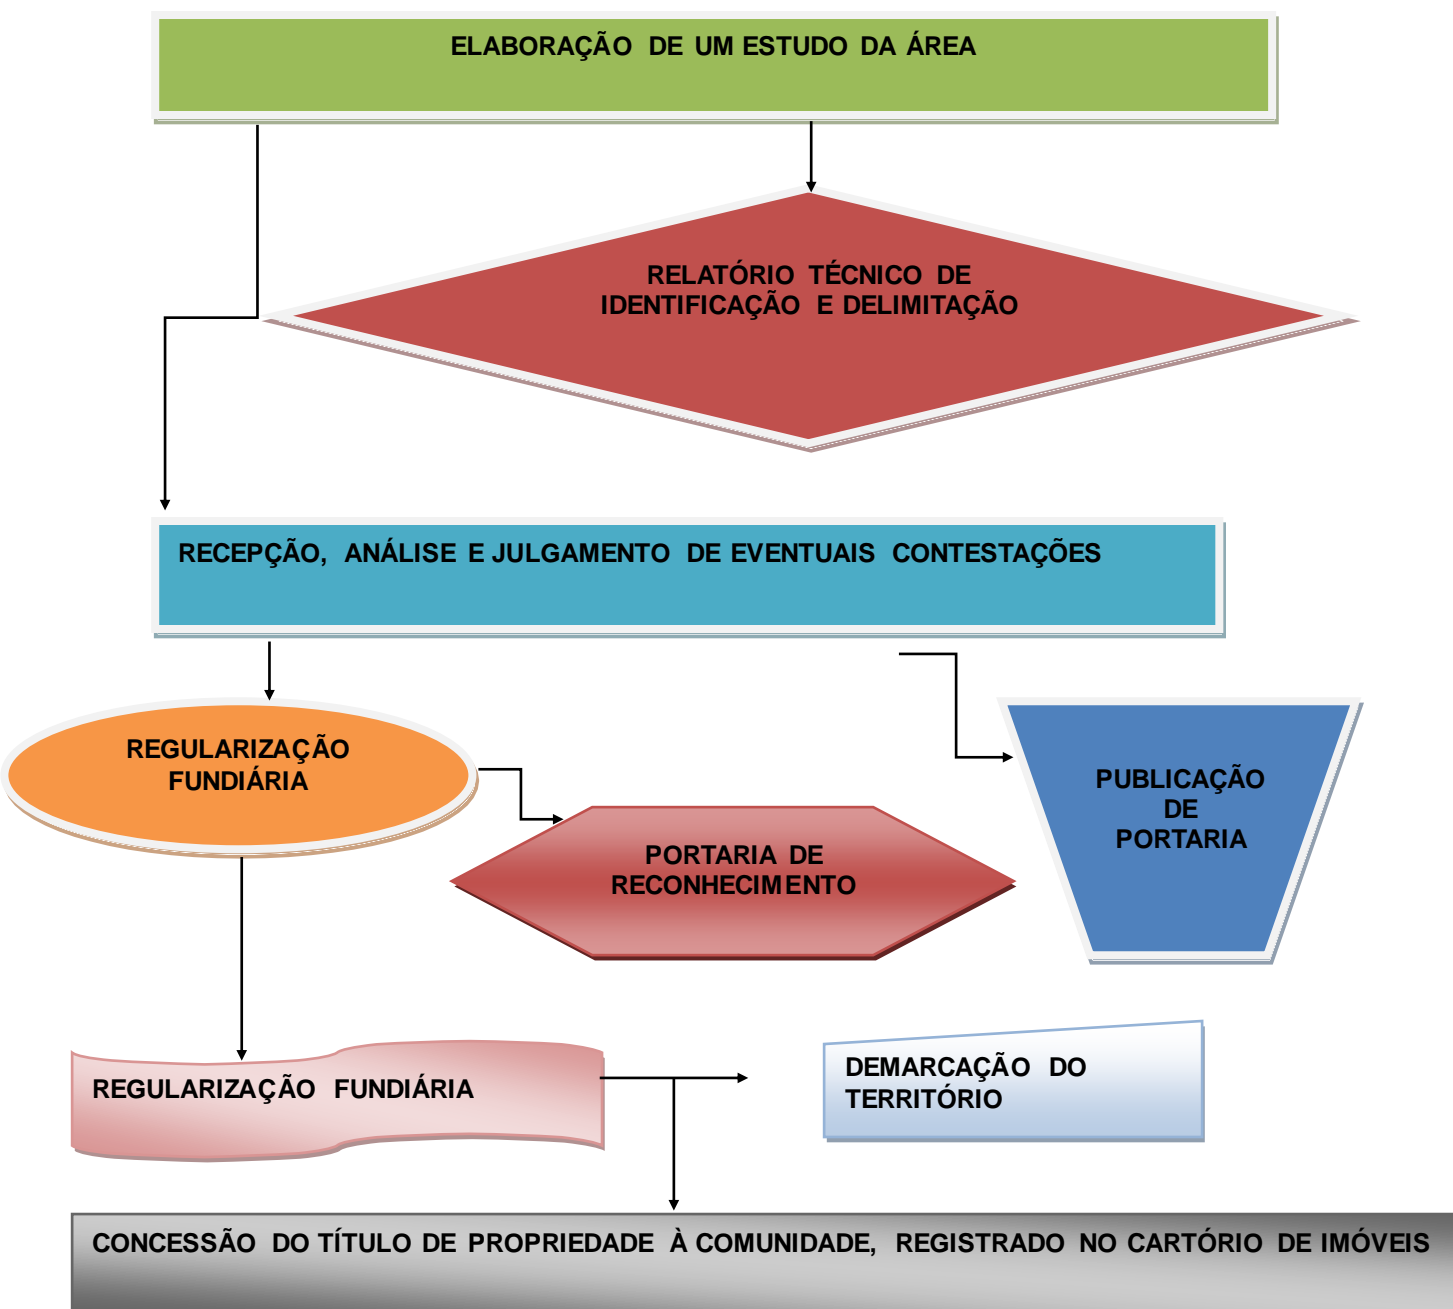 ELABORAÇÃO DE UM ESTUDO DA ÁREA
RELATÓRIO TÉCNICO DE
IDENTIFICAÇÃO E DELIMITAÇÃO
RECEPÇÃO, ANÁLISE E JULGAMENTO DE EVENTUAIS CONTESTAÇÕES
REGULARIZAÇÃO
FUNDIÁRIA
PUBLICAÇÃO
DE
PORTARIA
PORTARIA DE
RECONHECIMENTO
REGULARIZAÇÃO FUNDIÁRIA
DEMARCAÇÃO DO
TERRITÓRIO
CONCESSÃO DO TÍTULO DE PROPRIEDADE À COMUNIDADE, REGISTRADO NO CARTÓRIO DE IMÓVEIS